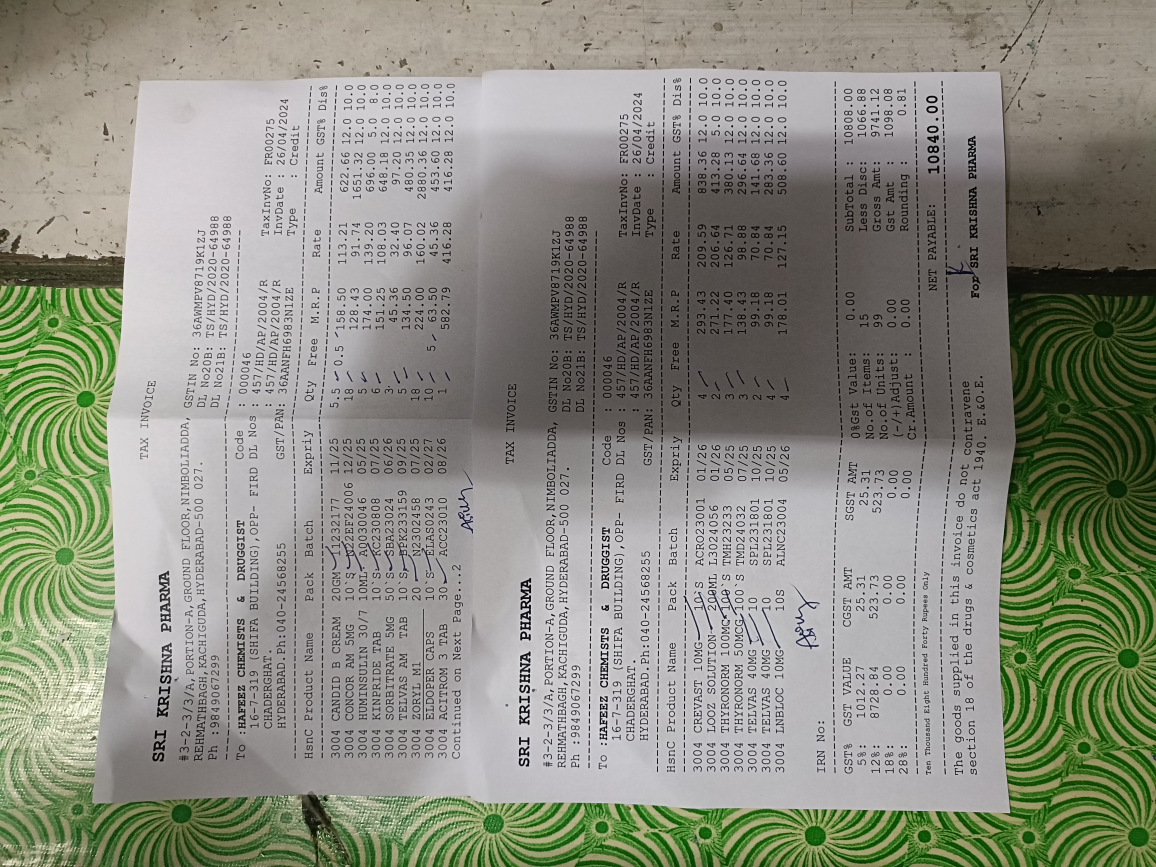 TAX INVOICE
SRI KRISHNA PHARMA
#3-2-3/3/A,PORTION-A,GROUND FLOOR,NIMBOLIADDA, GSTIN No: 36AWMPV8719K1ZJ
REHMATHBAGH,KACHIGUDA,HYDERABAD-500 027. DL No20B: TS/HYD/2020-64988
Ph :9849067299 DL No21B: TS/HYD/2020-64988
To :HAFEEZ CHEMISTS & DRUGGIST Code : 000046
16-7-319 (SHIFA BUILDING),OPP- FIRD DL Nos : 457/HD/AP/2004/R TaxInvNo: FR00275
CHADERGHAT. : 457/HD/AP/2004/R InvDate : 26/04/2024
HYDERABAD.Ph:040-24568255 GST/PAN: 36AANFH6983N1ZE Type : Credit
HsnC Product Name Pack Batch Expriy Qty Free M.R.P Rate Amount GST% Dis%
3004 CANDID B CREAM 20GM 11232177 11/25 5.5 0.5 158.50 113.21 622.66 12.0 10.0
3004 CONCOR AM 5MG 10'S 12/25 18 128.43 91.74 1651.32 12.0 10.0
3004 HUMINSULIN 30/7 10ML 05/25 5 174.00 139.20 696.00 5.0 8.0
3004 KINPRIDE TAB 10'S KC230808 07/25 6 151.25 108.03 648.18 12.0 10.0
3004 SORBITRATE 5MG 50'S SBA23024 06/26 3 45.36 32.40 97.20 12.0 10.0
3004 TELVAS AM TAB 10'S BPK233159 09/25 5 134.50 96.07 480.35 12.0 10.0
3004 ZORYL M1 20 N2302458 07/25 18 224.00 160.02 2880.36 12.0 10.0
3004 ELDOPER CAPS 10'S ELAS0243 02/27 10 5 63.50 45.36 453.60 12.0 10.0
3004 ACITROM 3 TAB 30 ACC23010 08/26 1 582.79 416.28 416.28 12.0 10.0
Continued on Next Page...2
TAX INVOICE
SRI KRISHNA PHARMA
#3-2-3/3/A,PORTION-A,GROUND FLOOR,NIMBOLIADDA, GSTIN No: 36AWMPV8719K1ZJ
REHMATHBAGH,KACHIGUDA,HYDERABAD-500 027. DL No20B: TS/HYD/2020-64988
Ph :9849067299 DL No21B: TS/HYD/2020-64988
To :HAFEEZ CHEMISTS & DRUGGIST Code : 000046
16-7-319 (SHIFA BUILDING),OPP- FIRD DL Nos : 457/HD/AP/2004/R TaxInvNo: FR00275
CHADERGHAT. : 457/HD/AP/2004/R InvDate : 26/04/2024
HYDERABAD.Ph:040-24568255 GST/PAN: 36AANFH6983N1ZE Type : Credit
HsnC Product Name Pack Batch Expriy Qty Free M.R.P Rate Amount GST% Dis%
3004 CREVAST 10MG 10'S ACRO23001 01/26 4 293.43 209.59 838.36 12.0 10.0
3004 LOOZ SOLUTION 200ML L3024056 01/26 2 271.22 206.64 413.28 5.0 10.0
3004 THYRONORM 100MC 100'S TMH23233 05/25 3 177.40 126.71 380.13 12.0 10.0
3004 THYRONORM 50MCG 100'S TMD24032 07/25 3 138.43 98.88 296.64 12.0 10.0
3004 TELVAS 40MG 10 SPL231801 10/25 2 99.18 70.84 141.68 12.0 10.0
3004 TELVAS 40MG 10 SPL231801 10/25 4 99.18 70.84 283.36 12.0 10.0
3004 LNBLOC 10MG 10S ALNC23004 05/26 4 178.01 127.15 508.60 12.0 10.0
IRN No:
GST% GST VALUE CGST AMT SGST AMT 0%Gst Value: 0.00 SubTotal : 10808.00
5%: 1012.27 25.31 25.31 No.of Items: 15 Less Disc: 1066.88
12%: 8728.84 523.73 523.73 No.of Units: 99 Gross Amt: 9741.12
18%: 0.00 0.00 0.00 (-/+)Adjust: 0.00 Gst Amt : 1098.08
28%: 0.00 0.00 0.00 Cr.Amount : 0.00 Rounding : 0.81
Ten Thousand Eight Hundred Forty Rupees Only NET PAYABLE: 10840.00
The goods supplied in this invoice do not contravene
section 18 of the drugs & cosmetics act 1940. E.&O.E. For SRI KRISHNA PHARMA